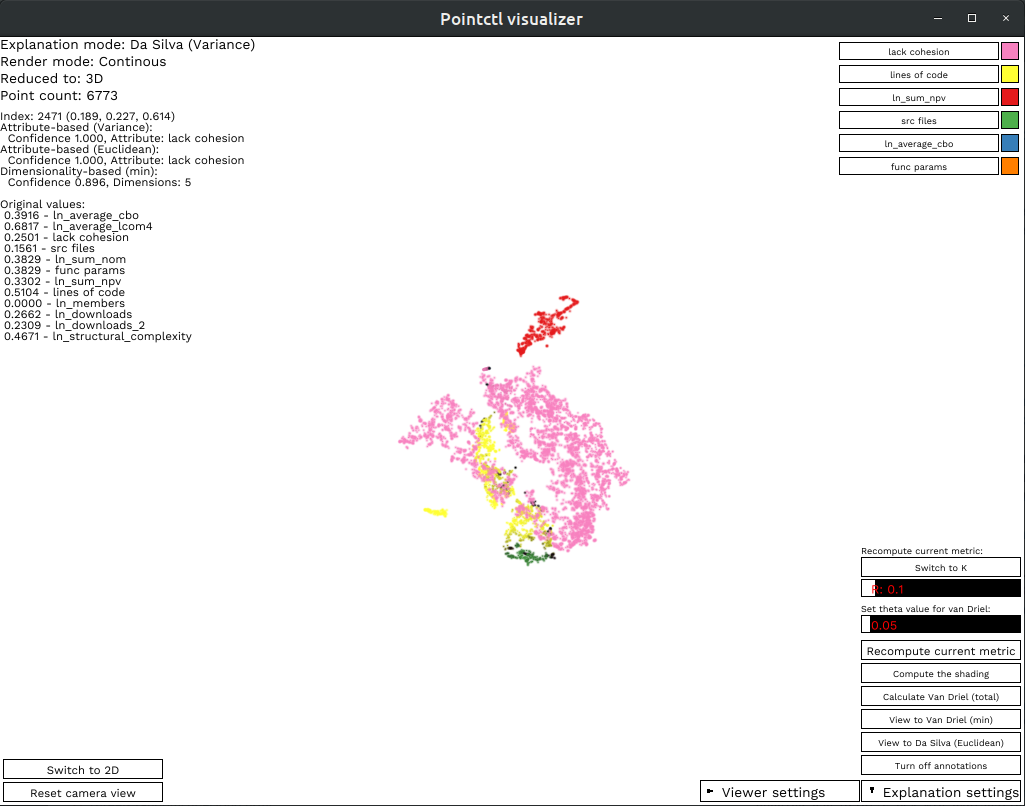 Pointctl visualizer
Explanation mode: Da Silva (Variance)
Render mode: Continous
Reduced to: 3D
Point count: 6773
Index: 2471 (0.189, 0.227, 0.614)
Attribute-based (Variance):
Confidence 1.000, Attribute: lack cohesion
Attribute-based (Euclidean):
Confidence 1.000, Attribute: lack cohesion
Dimensionality-based (min):
Confidence 0.896, Dimensions: 5
Original values:
0.3916 - ln_average_cbo
0.6817 - ln_average_lcom4
0.2501 - lack cohesion
0.1561 - src files
0.3829 - ln_sum_nom
0.3829 - func params
0.3302 - ln_sum_npv
0.5104 - lines of code
0.0000 - ln_members
0.2662 - ln_downloads
0.2309 - ln_downloads_2
0.4671 - ln_structural_complexity
lack cohesion
lines of code
ln_sum_npv
src files
ln_average_cbo
func params
Recompute current metric:
Switch to K
R: 0.1
Set theta value for van Driel:
0.05
Recompute current metric
Compute the shading
Calculate Van Driel (total)
View to Van Driel (min)
View to Da Silva (Euclidean)
Turn off annotations
Switch to 2D
Reset camera view
Viewer settings
Explanation settings